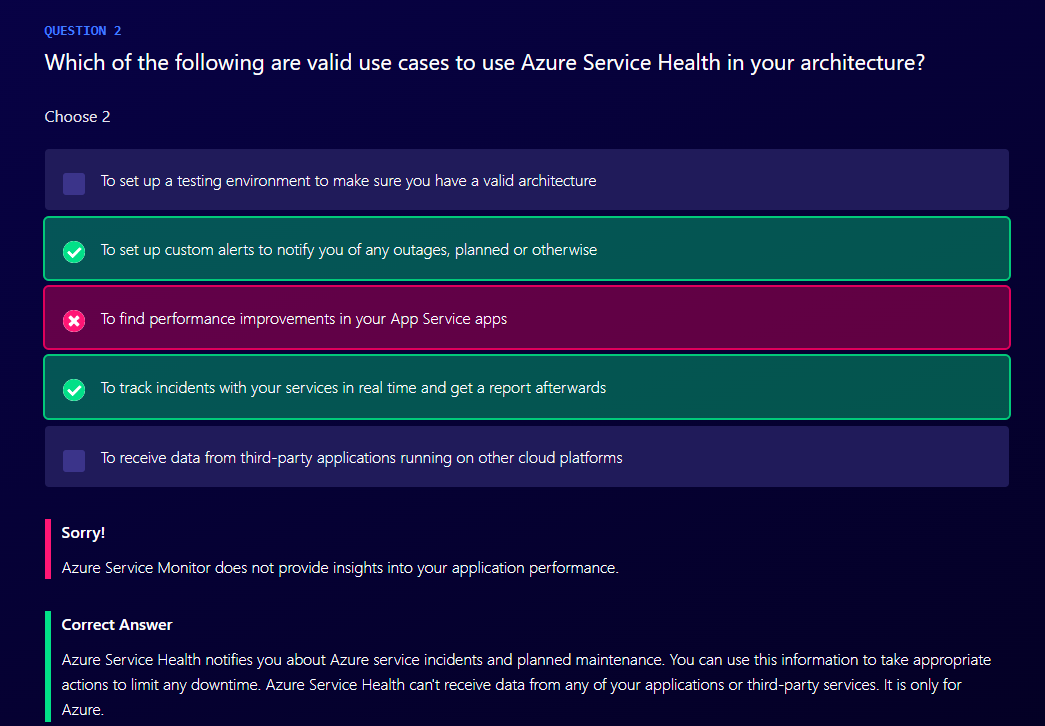 QUESTION 2
Which of the following are valid use cases to use Azure Service Health in your architecture?
Choose 2
To set up a testing environment to make sure you have a valid architecture
To set up custom alerts to notify you of any outages, planned or otherwise
To find performance improvements in your App Service apps
To track incidents with your services in real time and get a report afterwards
To receive data from third-party applications running on other cloud platforms
Sorry!
Azure Service Monitor does not provide insights into your application performance.
Correct Answer
Azure Service Health notifies you about Azure service incidents and planned maintenance. You can use this information to take appropriate
actions to limit any downtime. Azure Service Health can't receive data from any of your applications or third-party services. It is only for
Azure.